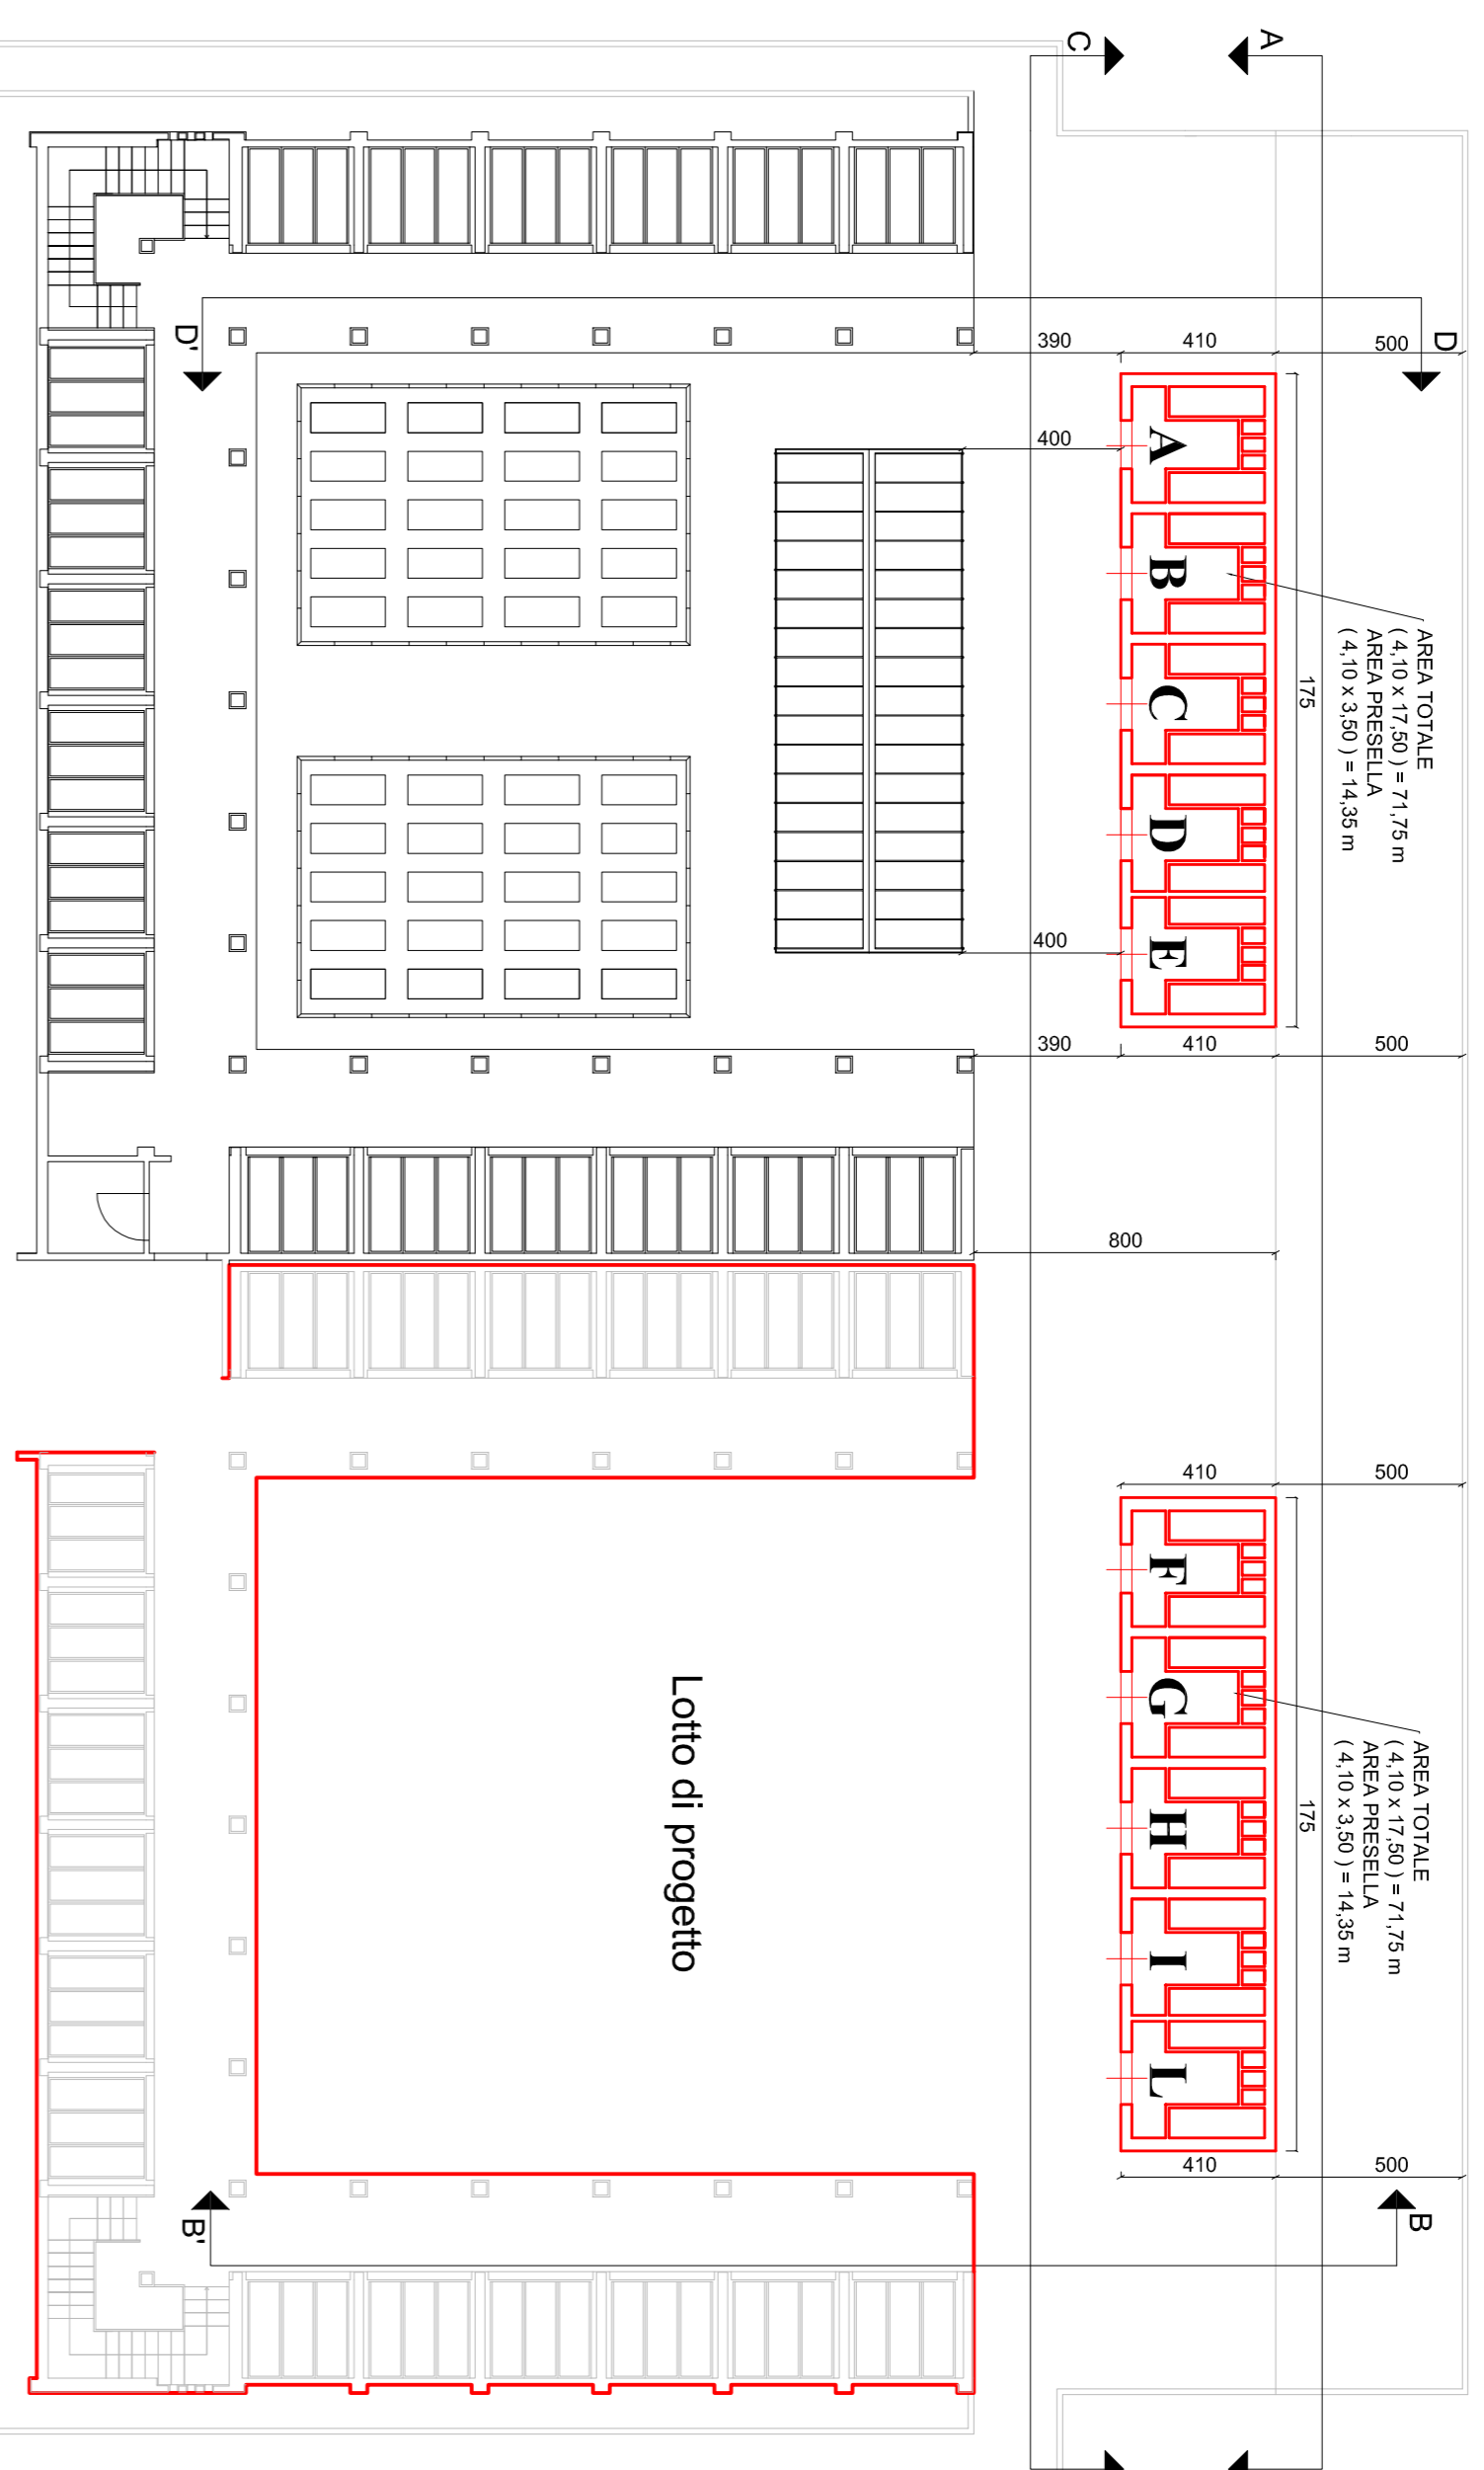 A
C
D
D'
390
410
500
400
A
B
C
D
E
175
AREA TOTALE
( 4,10 x 17,50 ) = 71,75 m
AREA PRESELLA
( 4,10 x 3,50 ) = 14,35 m
400
390
410
500
800
410
500
F
G
H
I
L
175
AREA TOTALE
( 4,10 x 17,50 ) = 71,75 m
AREA PRESELLA
( 4,10 x 3,50 ) = 14,35 m
Lotto di progetto
410
500
B
B'